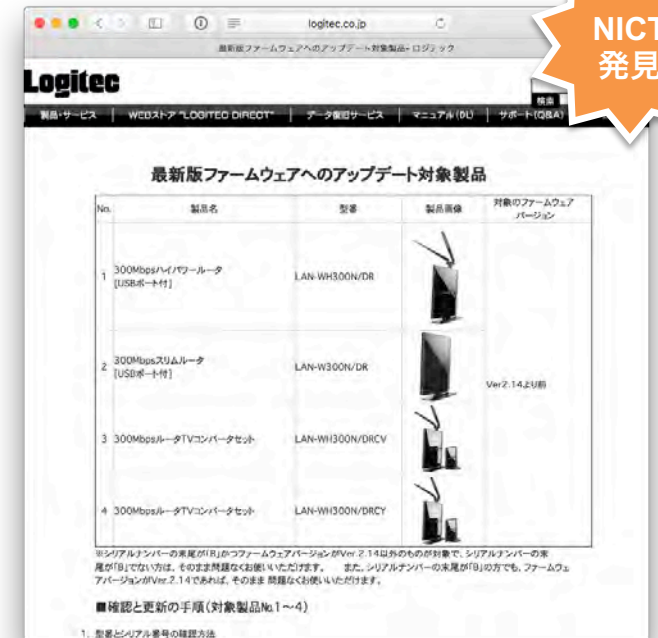 logitec.co.jp
最新版ファームウェアへのアップデート対象製品- ロジテック
NICT
発見
Logitec
検索
製品・サービス
WEBストア "LOGITEC DIRECT"
データ復旧サービス
マニュアル(DL)
サポート(Q&A)
最新版ファームウェアへのアップデート対象製品
No.
製品名
型番
製品画像
対象のファームウェア
バージョン
1
300Mbpsハイパワールータ
[USBポート付]
LAN-WH300N/DR
2
300Mbpsスリムルータ
[USBポート付]
LAN-W300N/DR
Ver2.14より前
3 300MbpsルータTVコンバータセット
LAN-WH300N/DRCV
4 300MbpsルータTVコンバータセット
LAN-WH300N/DRCY
※シリアルナンバーの末尾が「B」かつファームウェアバージョンがVer.2.14以外のものが対象で、シリアルナンバーの末
尾が「B」でない方は、そのまま問題なくお使いいただけます。 また、シリアルナンバーの末尾が「B」の方でも、ファームウェ
アバージョンがVer.2.14であれば、そのまま 問題なくお使いいただけます。
■確認と更新の手順(対象製品№1～4)
1. 型番とシリアル番号の確認方法